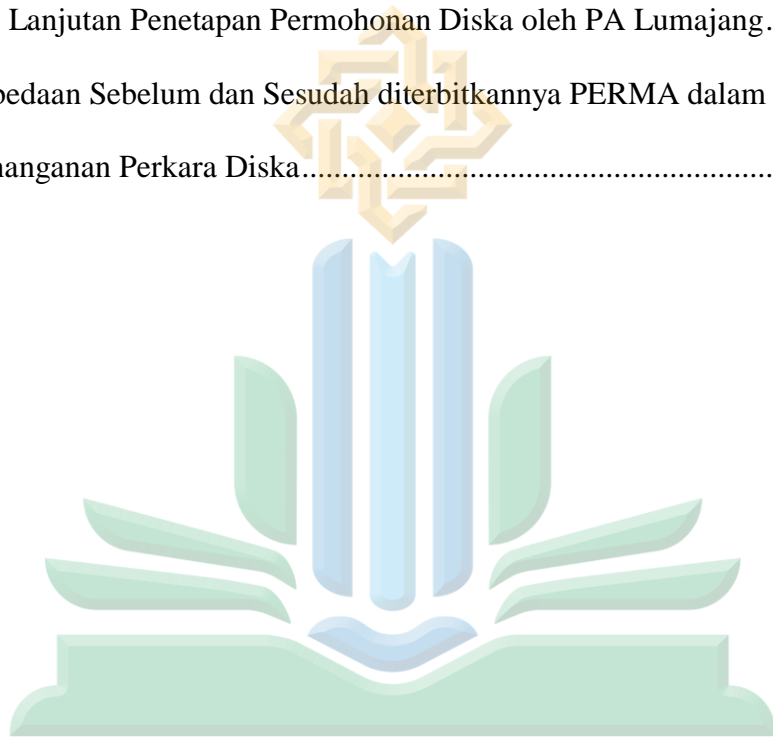 Lanjutan Penetapan Permohonan Diska oleh PA Lumajang.
bedaan Sebelum dan Sesudah diterbitkannya PERMA dalam
nanganan Perkara Diska..........................................................